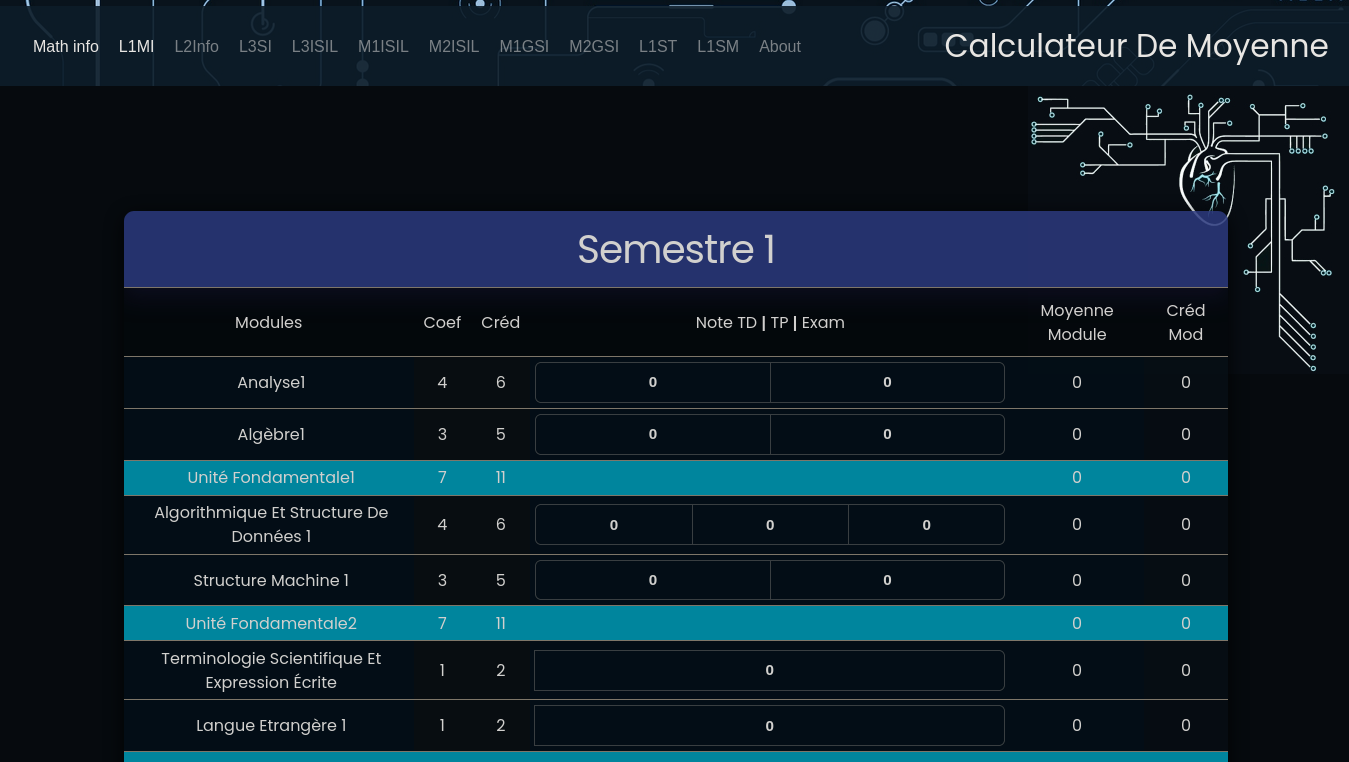 Math info L1MI L2Info L3SI L3ISIL M1ISIL M2ISIL M1GSI M2GSI L1ST L1SM About Calculateur De Moyenne
Semestre 1
Modules Coef Créd Note TD | TP | Exam Moyenne Module Créd Mod
Analyse1 4 6 0 0 0 0
Algèbre1 3 5 0 0 0 0
Unité Fondamentale1 7 11 0 0
Algorithmique Et Structure De Données 1 4 6 0 0 0 0 0
Structure Machine 1 3 5 0 0 0 0
Unité Fondamentale2 7 11 0 0
Terminologie Scientifique Et Expression Écrite 1 2 0 0 0
Langue Etrangère 1 1 2 0 0 0